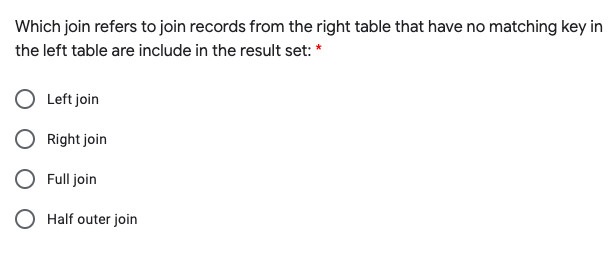 Which join refers to join records from the right table that have no matching key in
the left table are include in the result set: *
Left join
Right join
Full join
Half outer join